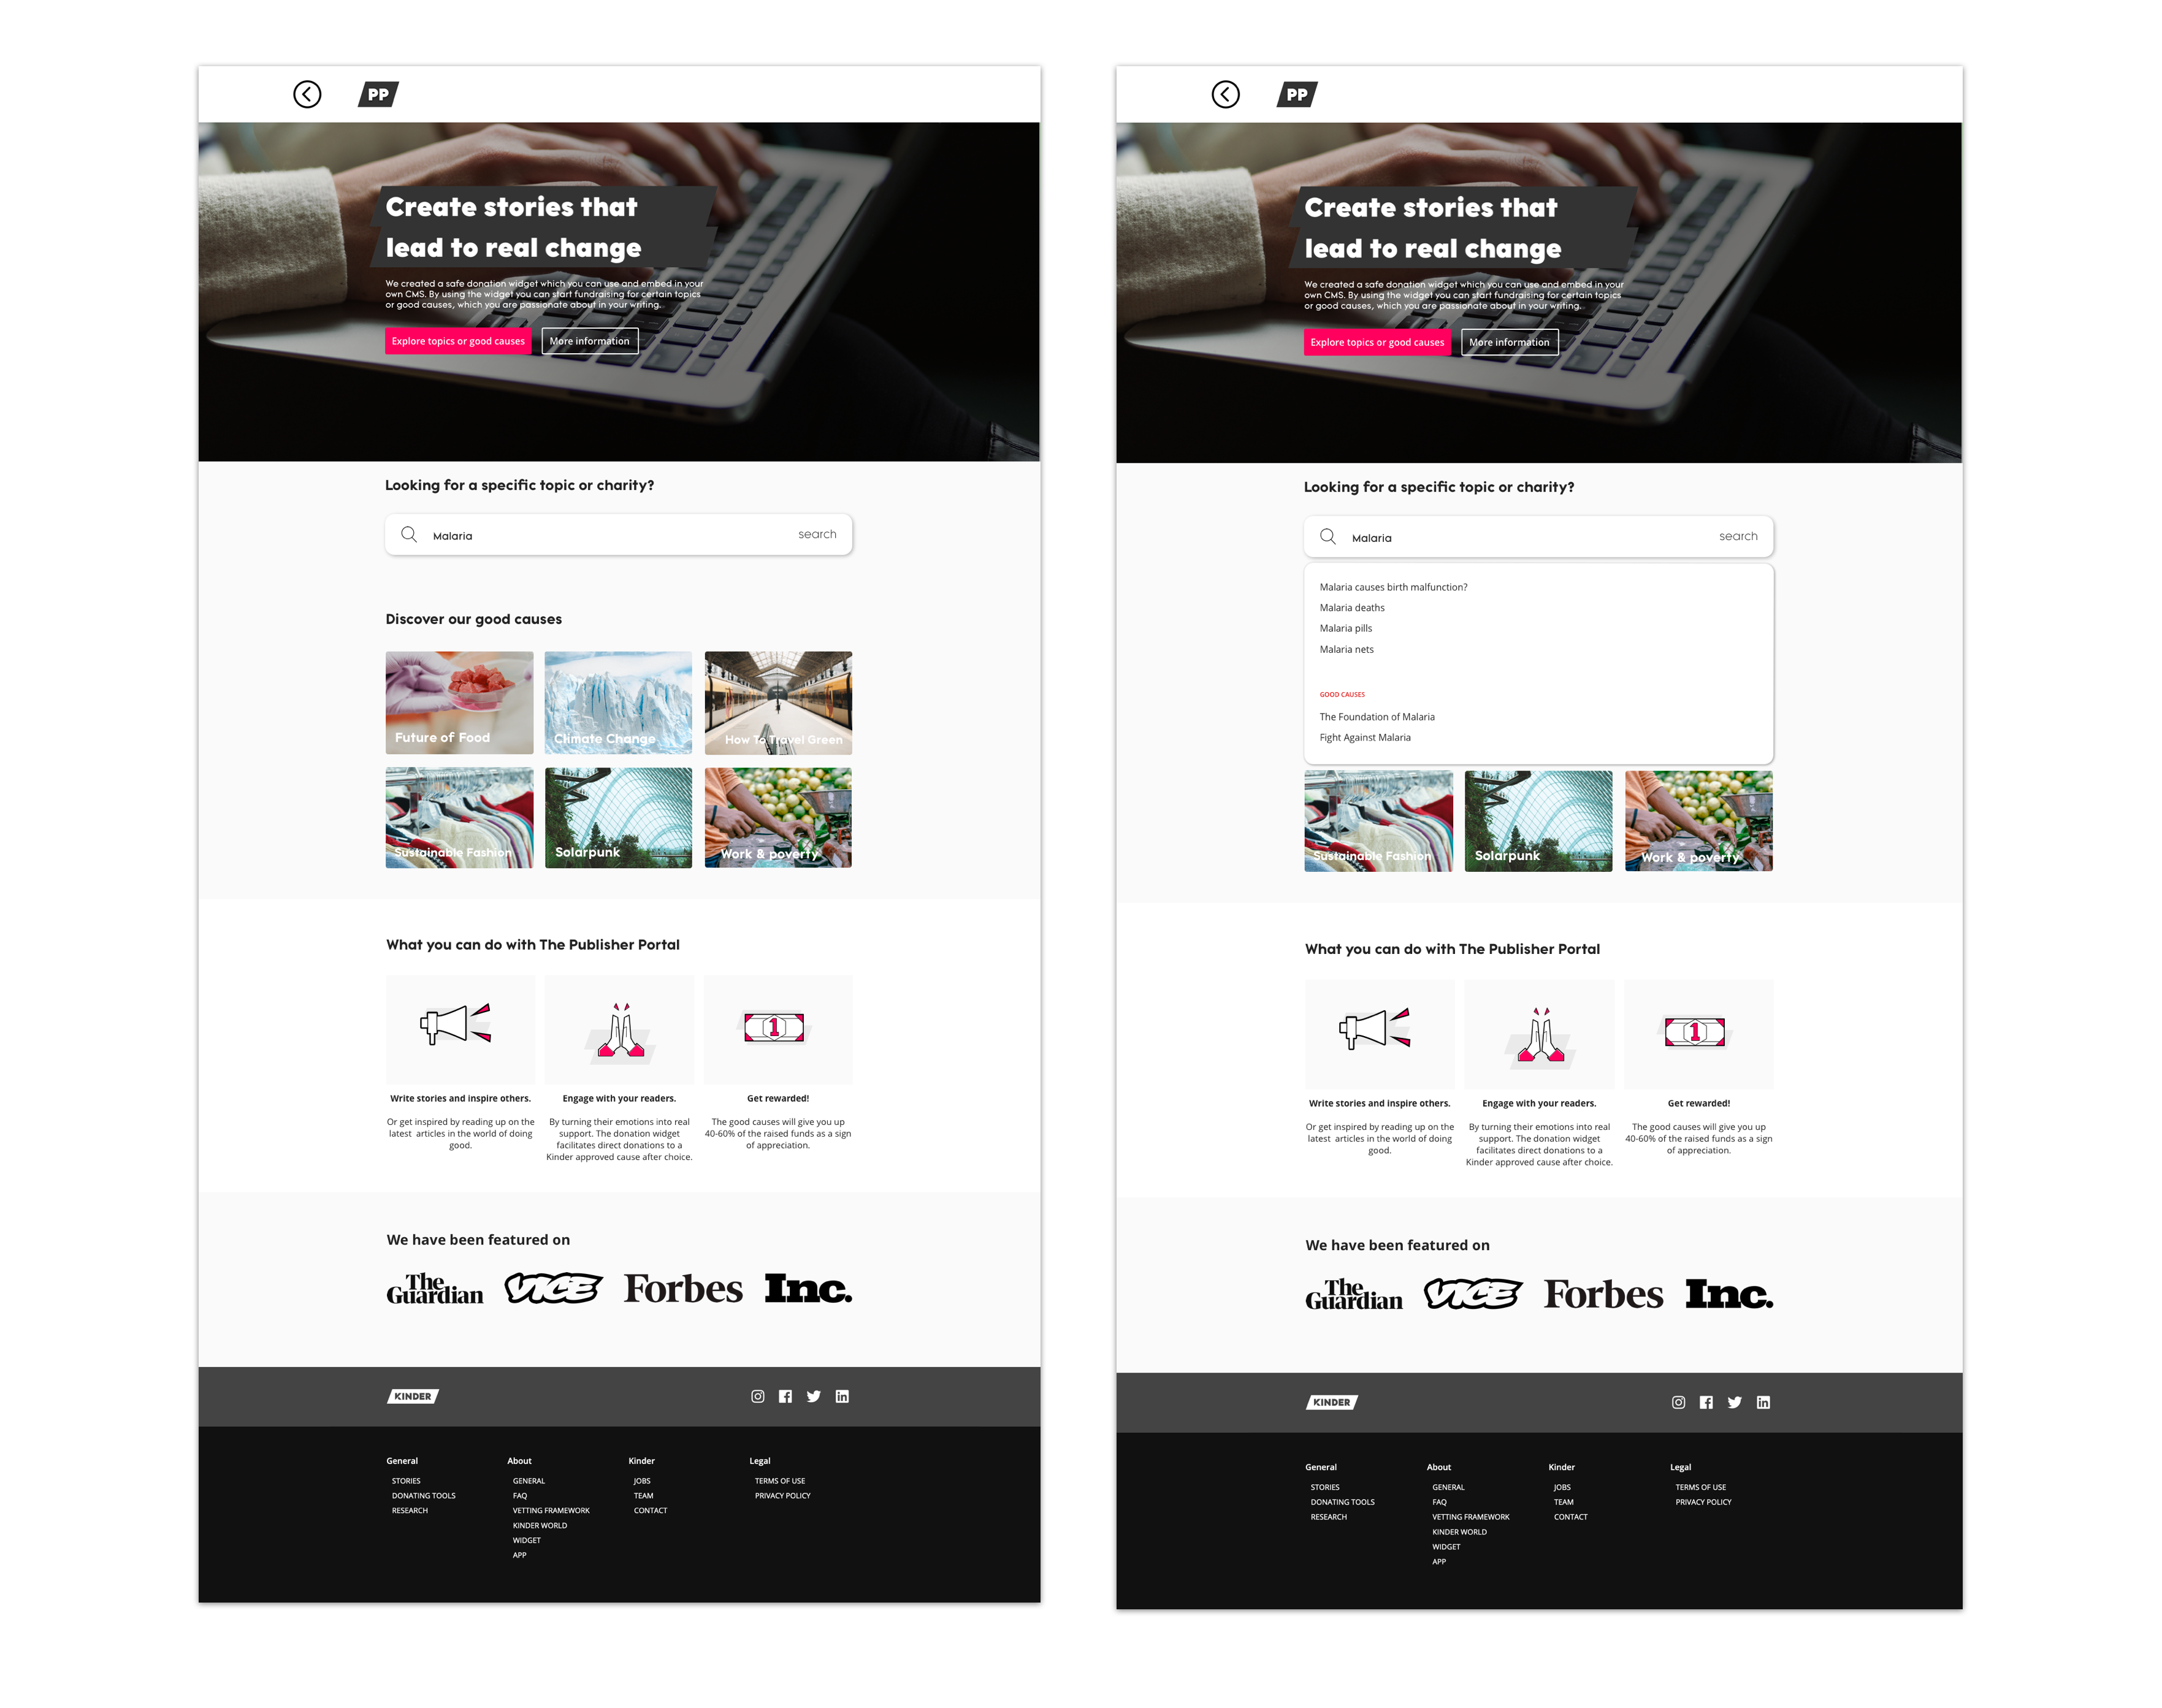 PP
Create stories that
lead to real change
We created a safe donation widget which you can use and embed in your
own CMS. By using the widget you can start fundraising for certain topics
or good causes, which you are passionate about in your writing.
Explore topics or good causes
More information
Looking for a specific topic or charity?
Malaria
search
Discover our good causes
Future of Food
Climate Change
How To Travel Green
Sustainable Fashion
Solarpunk
Work & poverty
What you can do with The Publisher Portal
1
Write stories and inspire others.
Or get inspired by reading up on the
latest articles in the world of doing
good.
Engage with your readers.
By turning their emotions into real
support. The donation widget
facilitates direct donations to a
Kinder approved cause after choice.
Get rewarded!
The good causes will give you up
40-60% of the raised funds as a sign
of appreciation.
We have been featured on
The
Guardian
VICE
Forbes
Inc.
KINDER
General
STORIES
DONATING TOOLS
RESEARCH
About
GENERAL
FAQ
VETTING FRAMEWORK
KINDER WORLD
WIDGET
APP
Kinder
JOBS
TEAM
CONTACT
Legal
TERMS OF USE
PRIVACY POLICY
PP
Create stories that
lead to real change
We created a safe donation widget which you can use and embed in your
own CMS. By using the widget you can start fundraising for certain topics
or good causes, which you are passionate about in your writing.
Explore topics or good causes
More information
Looking for a specific topic or charity?
Malaria
search
Malaria causes birth malfunction?
Malaria deaths
Malaria pills
Malaria nets
GOOD CAUSES
The Foundation of Malaria
Fight Against Malaria
Sustainable Fashion
Solarpunk
Work & poverty
What you can do with The Publisher Portal
1
Write stories and inspire others.
Or get inspired by reading up on the
latest articles in the world of doing
good.
Engage with your readers.
By turning their emotions into real
support. The donation widget
facilitates direct donations to a
Kinder approved cause after choice.
Get rewarded!
The good causes will give you up
40-60% of the raised funds as a sign
of appreciation.
We have been featured on
The
Guardian
VICE
Forbes
Inc.
KINDER
General
STORIES
DONATING TOOLS
RESEARCH
About
GENERAL
FAQ
VETTING FRAMEWORK
KINDER WORLD
WIDGET
APP
Kinder
JOBS
TEAM
CONTACT
Legal
TERMS OF USE
PRIVACY POLICY